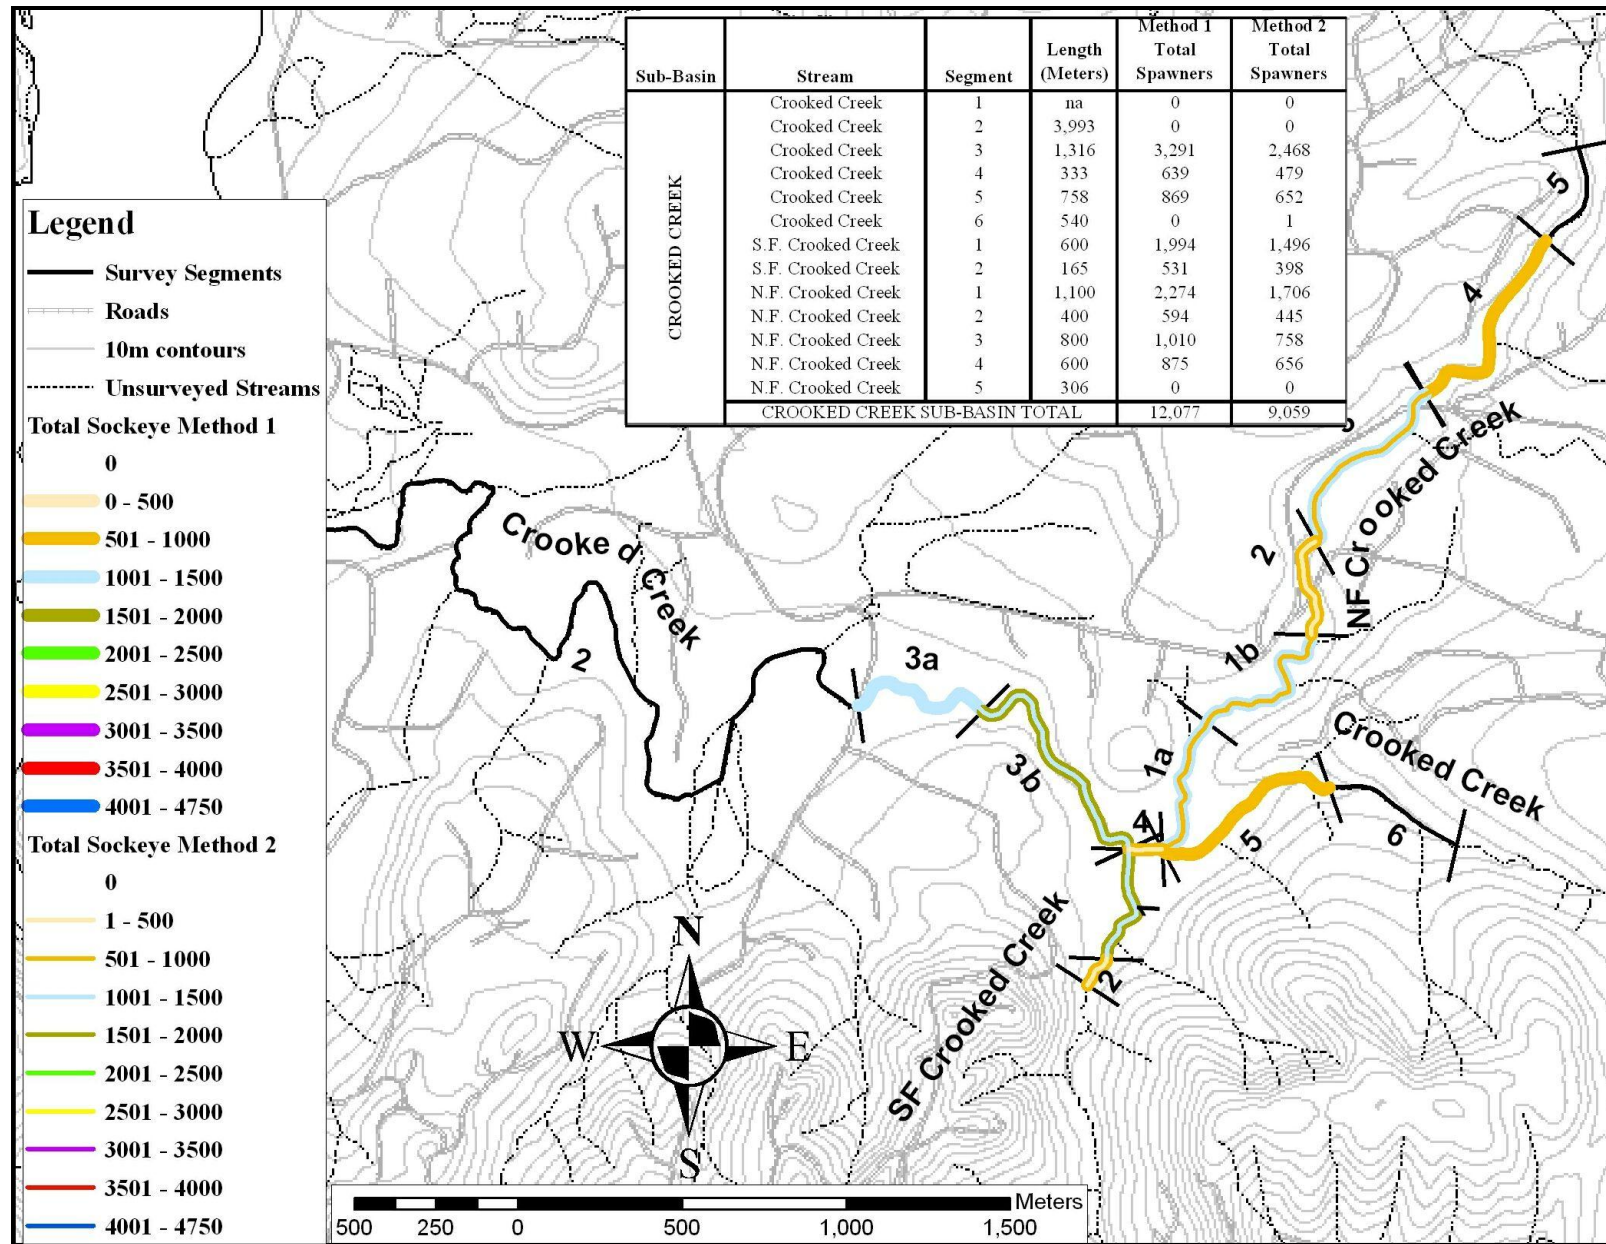 Method 1 Method 2
Length Total Total
Sub-Basin Stream Segment (Meters) Spawners Spawners
CROOKED CREEK
Crooked Creek 1 na 0 0
Crooked Creek 2 3,993 0 0
Crooked Creek 3 1,316 3,291 2,468
Crooked Creek 4 333 639 479
Crooked Creek 5 758 869 652
Crooked Creek 6 540 0 1
S.F. Crooked Creek 1 600 1,994 1,496
S.F. Crooked Creek 2 165 531 398
N.F. Crooked Creek 1 1,100 2,274 1,706
N.F. Crooked Creek 2 400 594 445
N.F. Crooked Creek 3 800 1,010 758
N.F. Crooked Creek 4 600 875 656
N.F. Crooked Creek 5 306 0 0
CROOKED CREEK SUB-BASIN TOTAL 12,077 9,059
Legend
Survey Segments
Roads
10m contours
Unsurveyed Streams
Total Sockeye Method 1
0
0 - 500
501 - 1000
1001 - 1500
1501 - 2000
2001 - 2500
2501 - 3000
3001 - 3500
3501 - 4000
4001 - 4750
Total Sockeye Method 2
0
1 - 500
501 - 1000
1001 - 1500
1501 - 2000
2001 - 2500
2501 - 3000
3001 - 3500
3501 - 4000
4001 - 4750
5
4
NF Crooked Creek
2
1b
1a
Crooked Creek
2
3a
3b
4
5
Crooked Creek
6
1
2
SF Crooked Creek
N
W E
S
500 250 0 500 1,000 1,500
Meters